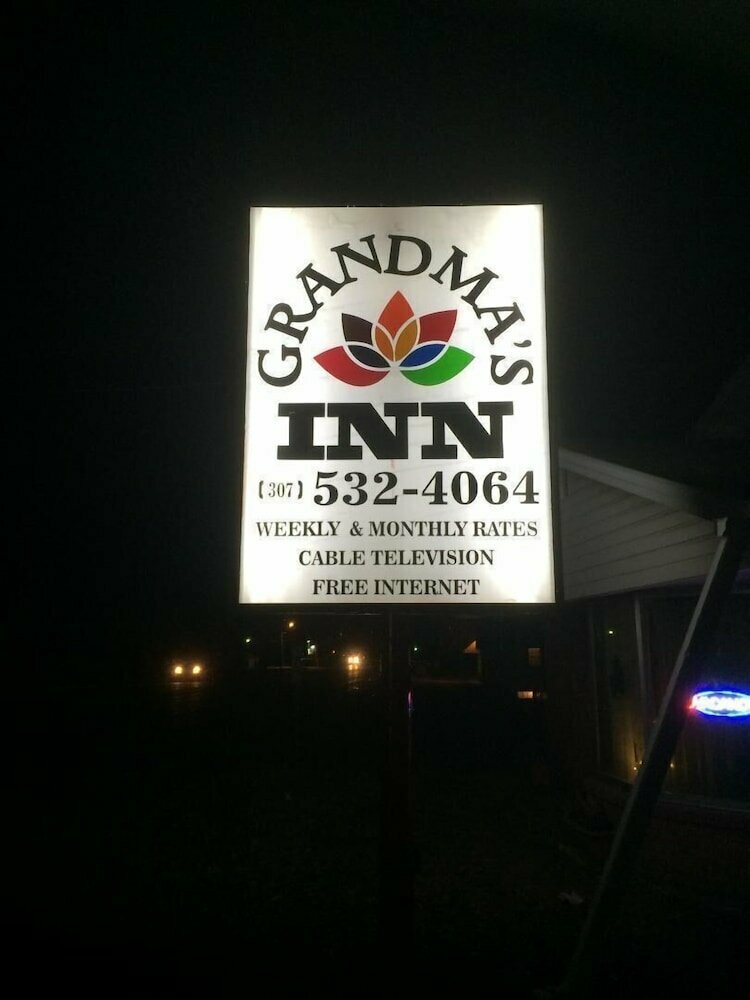 GRANDMA'S
INN
(307) 532-4064
WEEKLY & MONTHLY RATES
CABLE TELEVISION
FREE INTERNET